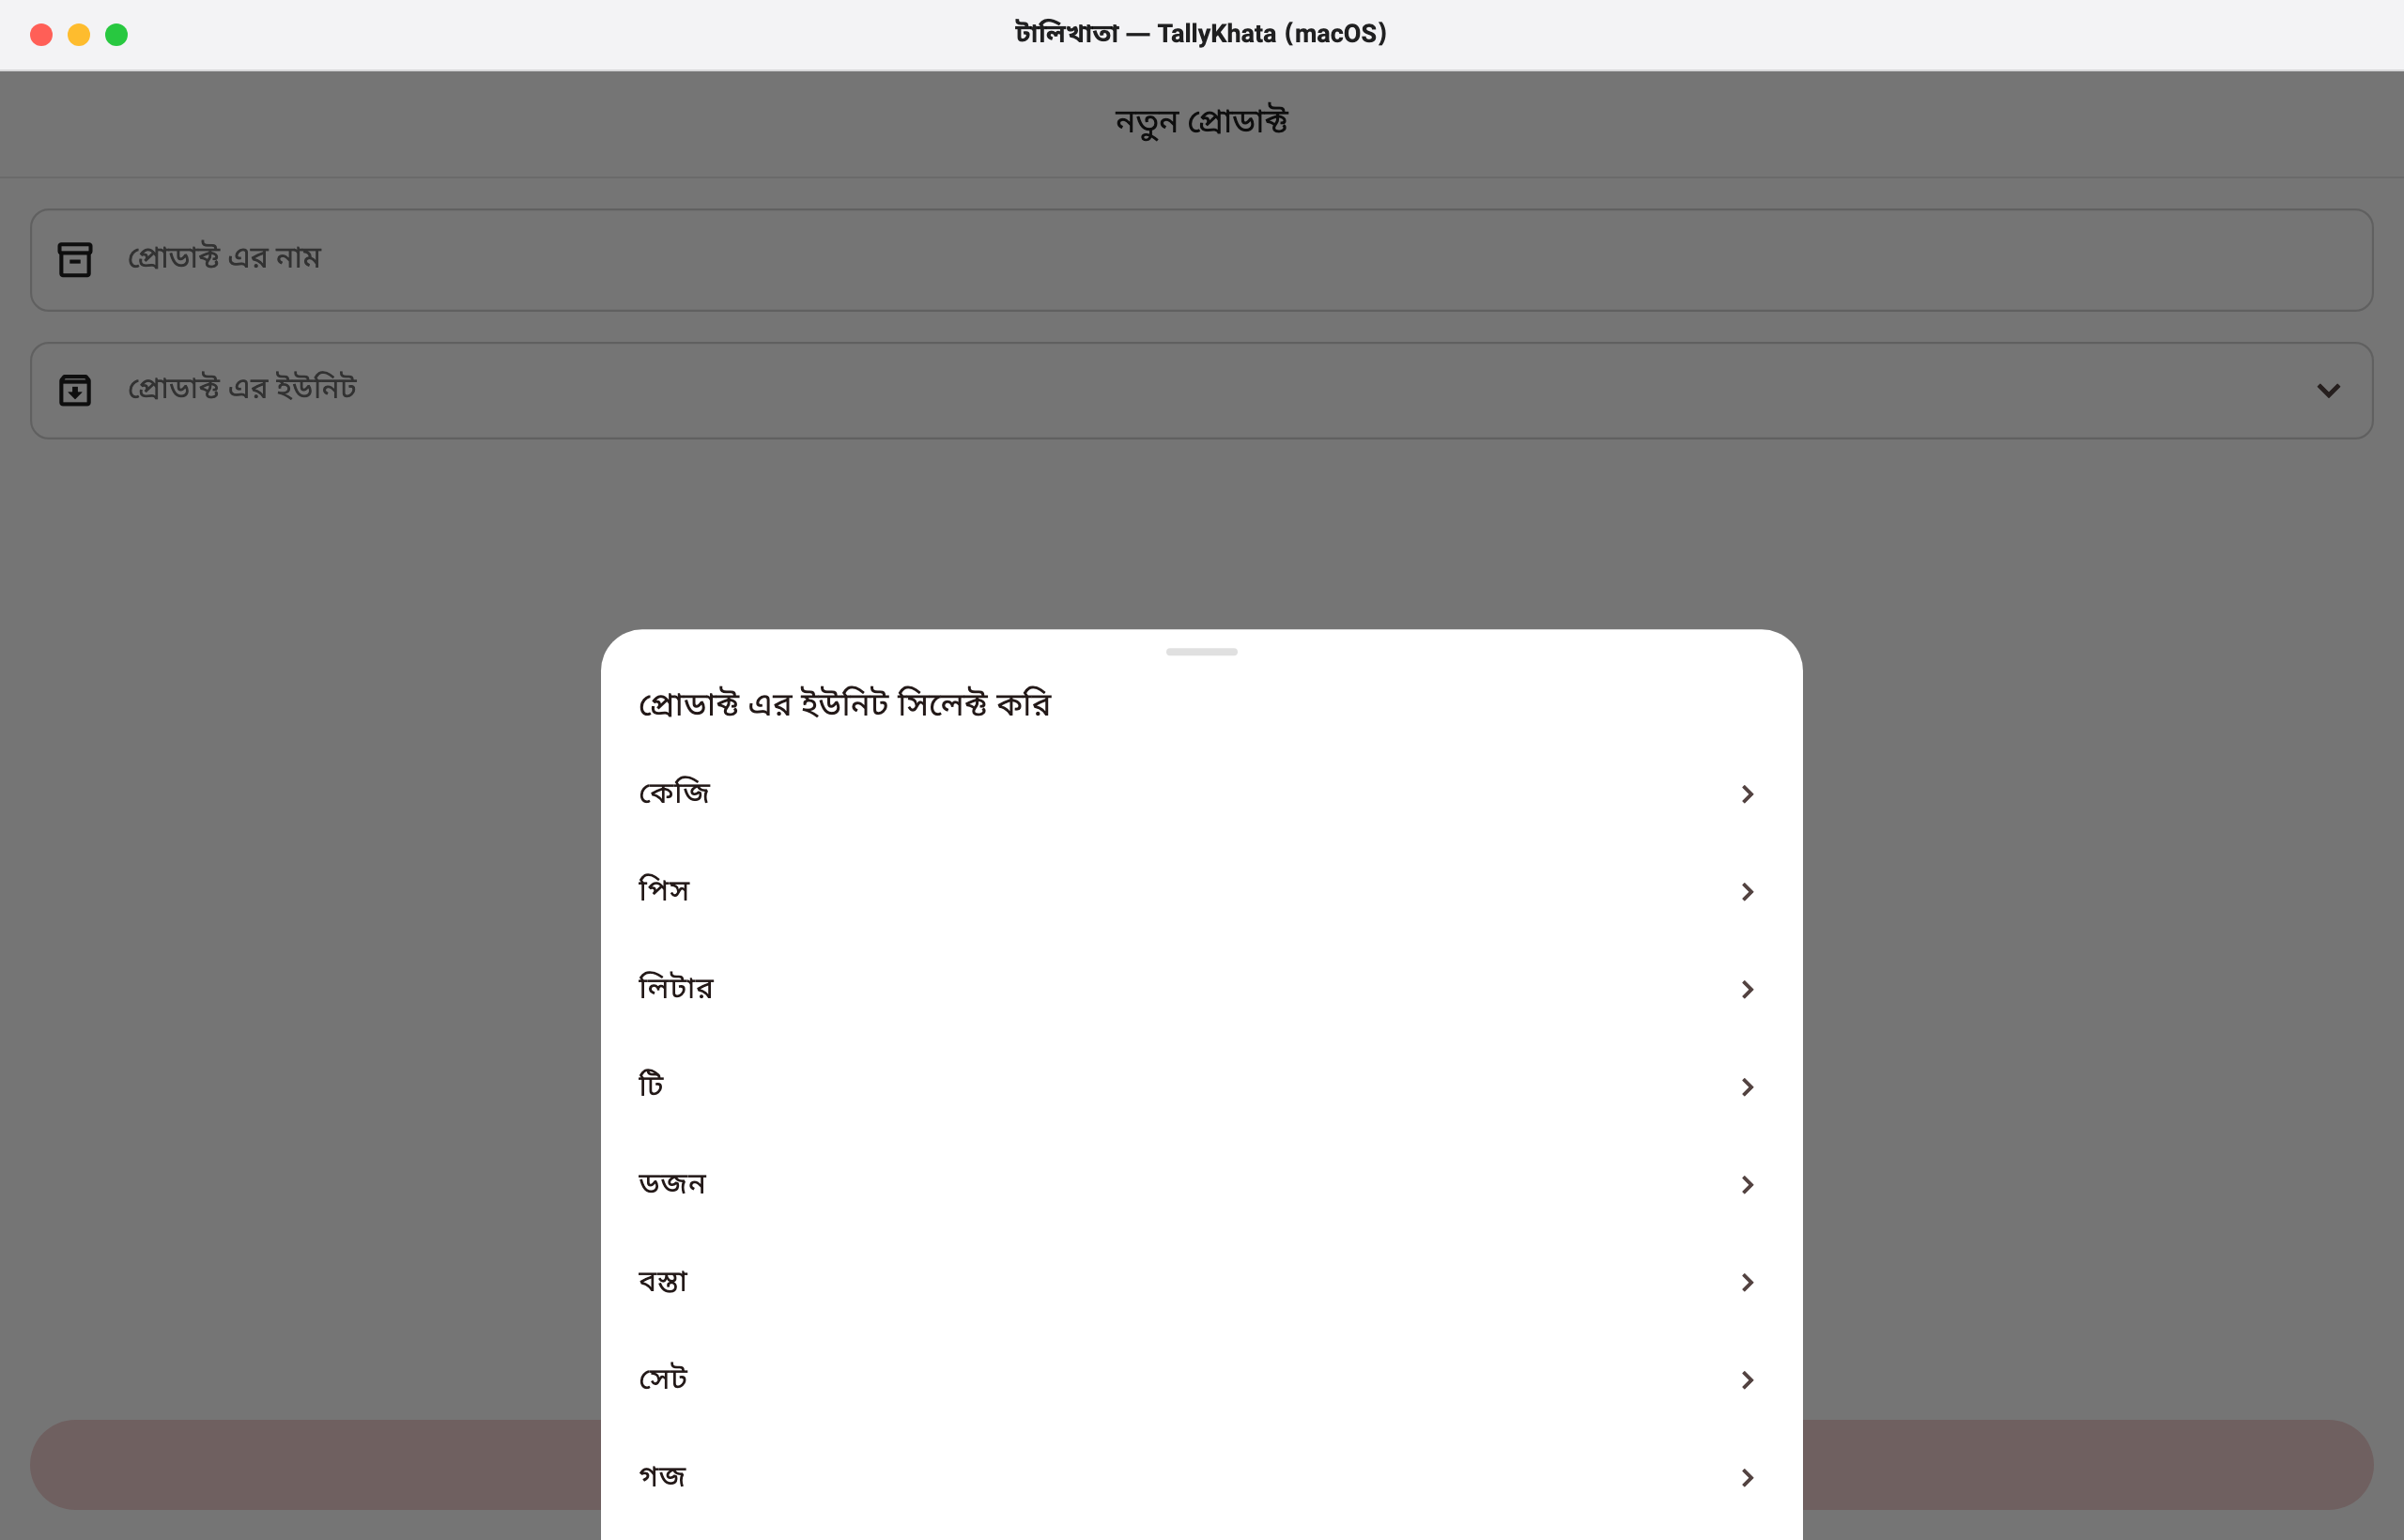 টালিখাতা — TallyKhata (macOS)
নতুন প্রোডাক্ট
প্রোডাক্ট এর নাম
প্রোডাক্ট এর ইউনিট
প্রোডাক্ট এর ইউনিট সিলেক্ট করি
কেজি
পিস
লিটার
টি
ডজন
বস্তা
সেট
গজ